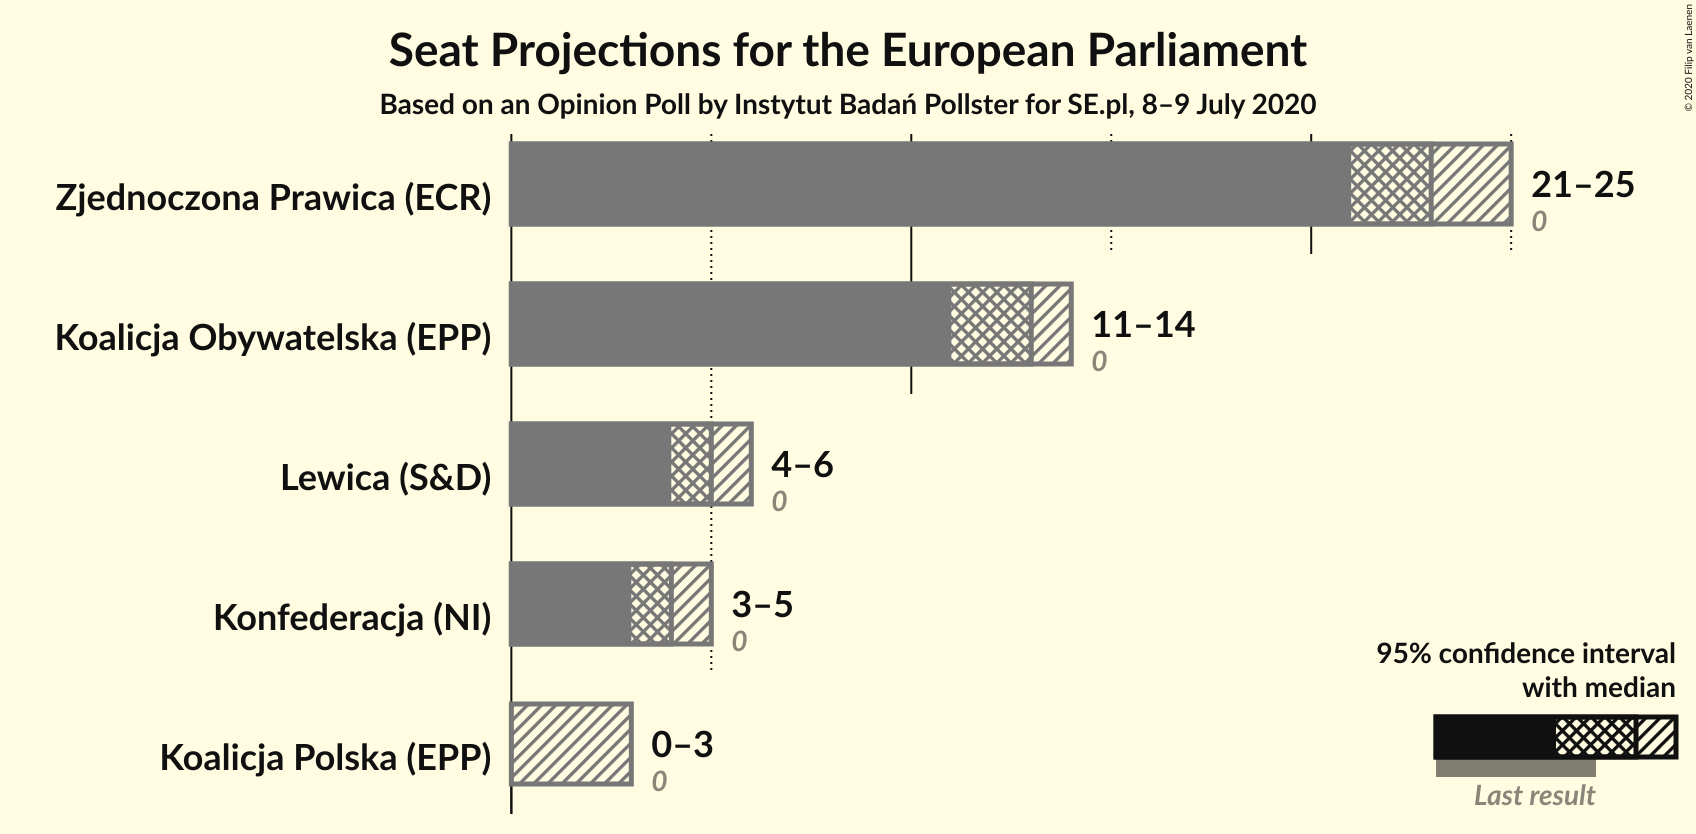 Seat Projections for the European Parliament
Based on an Opinion Poll by Instytut Badań Pollster for SE.pl, 8–9 July 2020
© 2020 Filip van Laenen
Zjednoczona Prawica (ECR)
21–25
0
Koalicja Obywatelska (EPP)
11–14
0
Lewica (S&D)
4–6
0
Konfederacja (NI)
3–5
0
Koalicja Polska (EPP)
0–3
0
95% confidence interval
with median
Last result